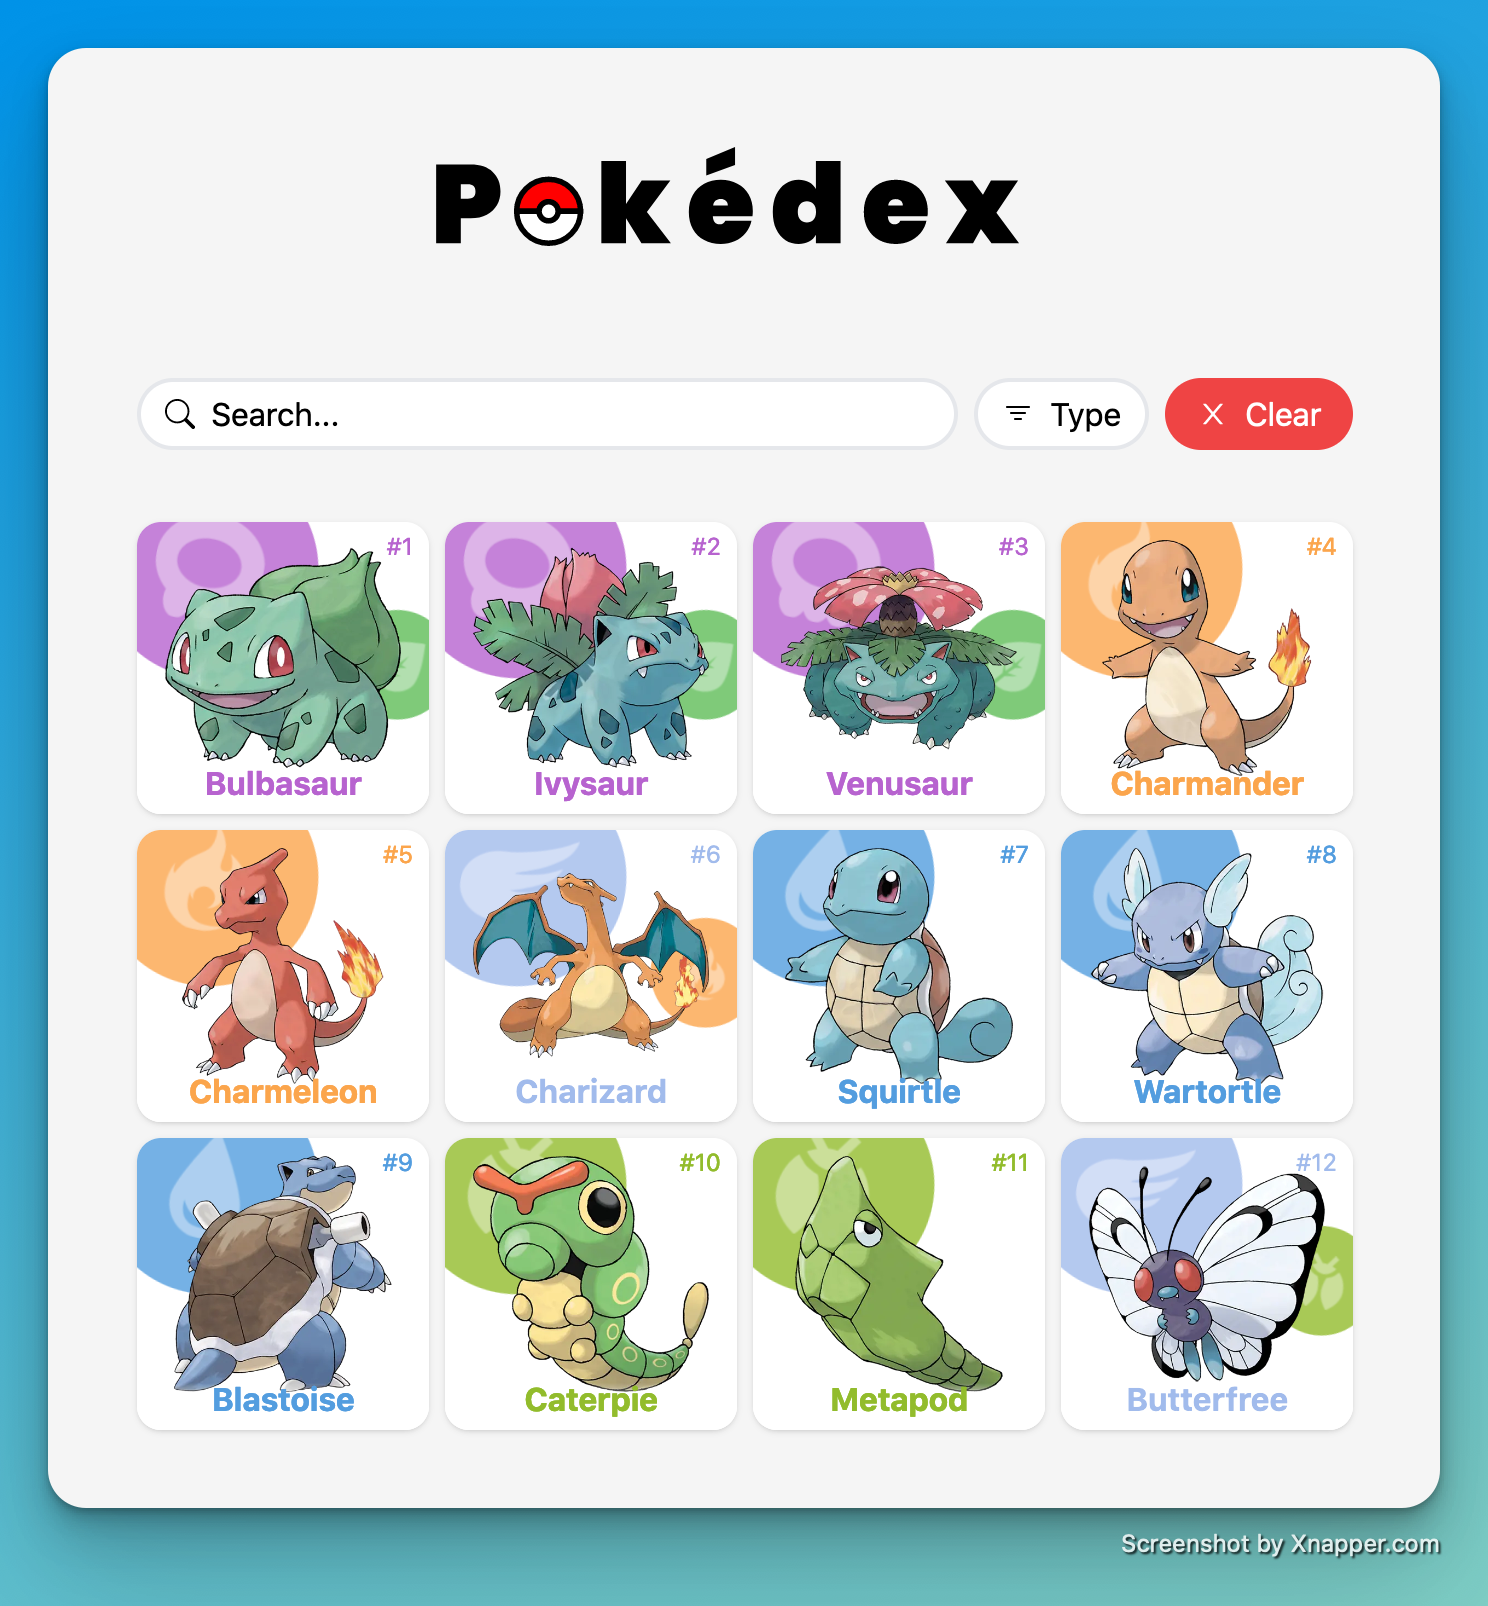 Pokédex
Search...
Type
Clear
#1
Bulbasaur
#2
Ivysaur
#3
Venusaur
#4
Charmander
#5
Charmeleon
#6
Charizard
#7
Squirtle
#8
Wartortle
#9
Blastoise
#10
Caterpie
#11
Metapod
#12
Butterfree
Screenshot by Xnapper.com